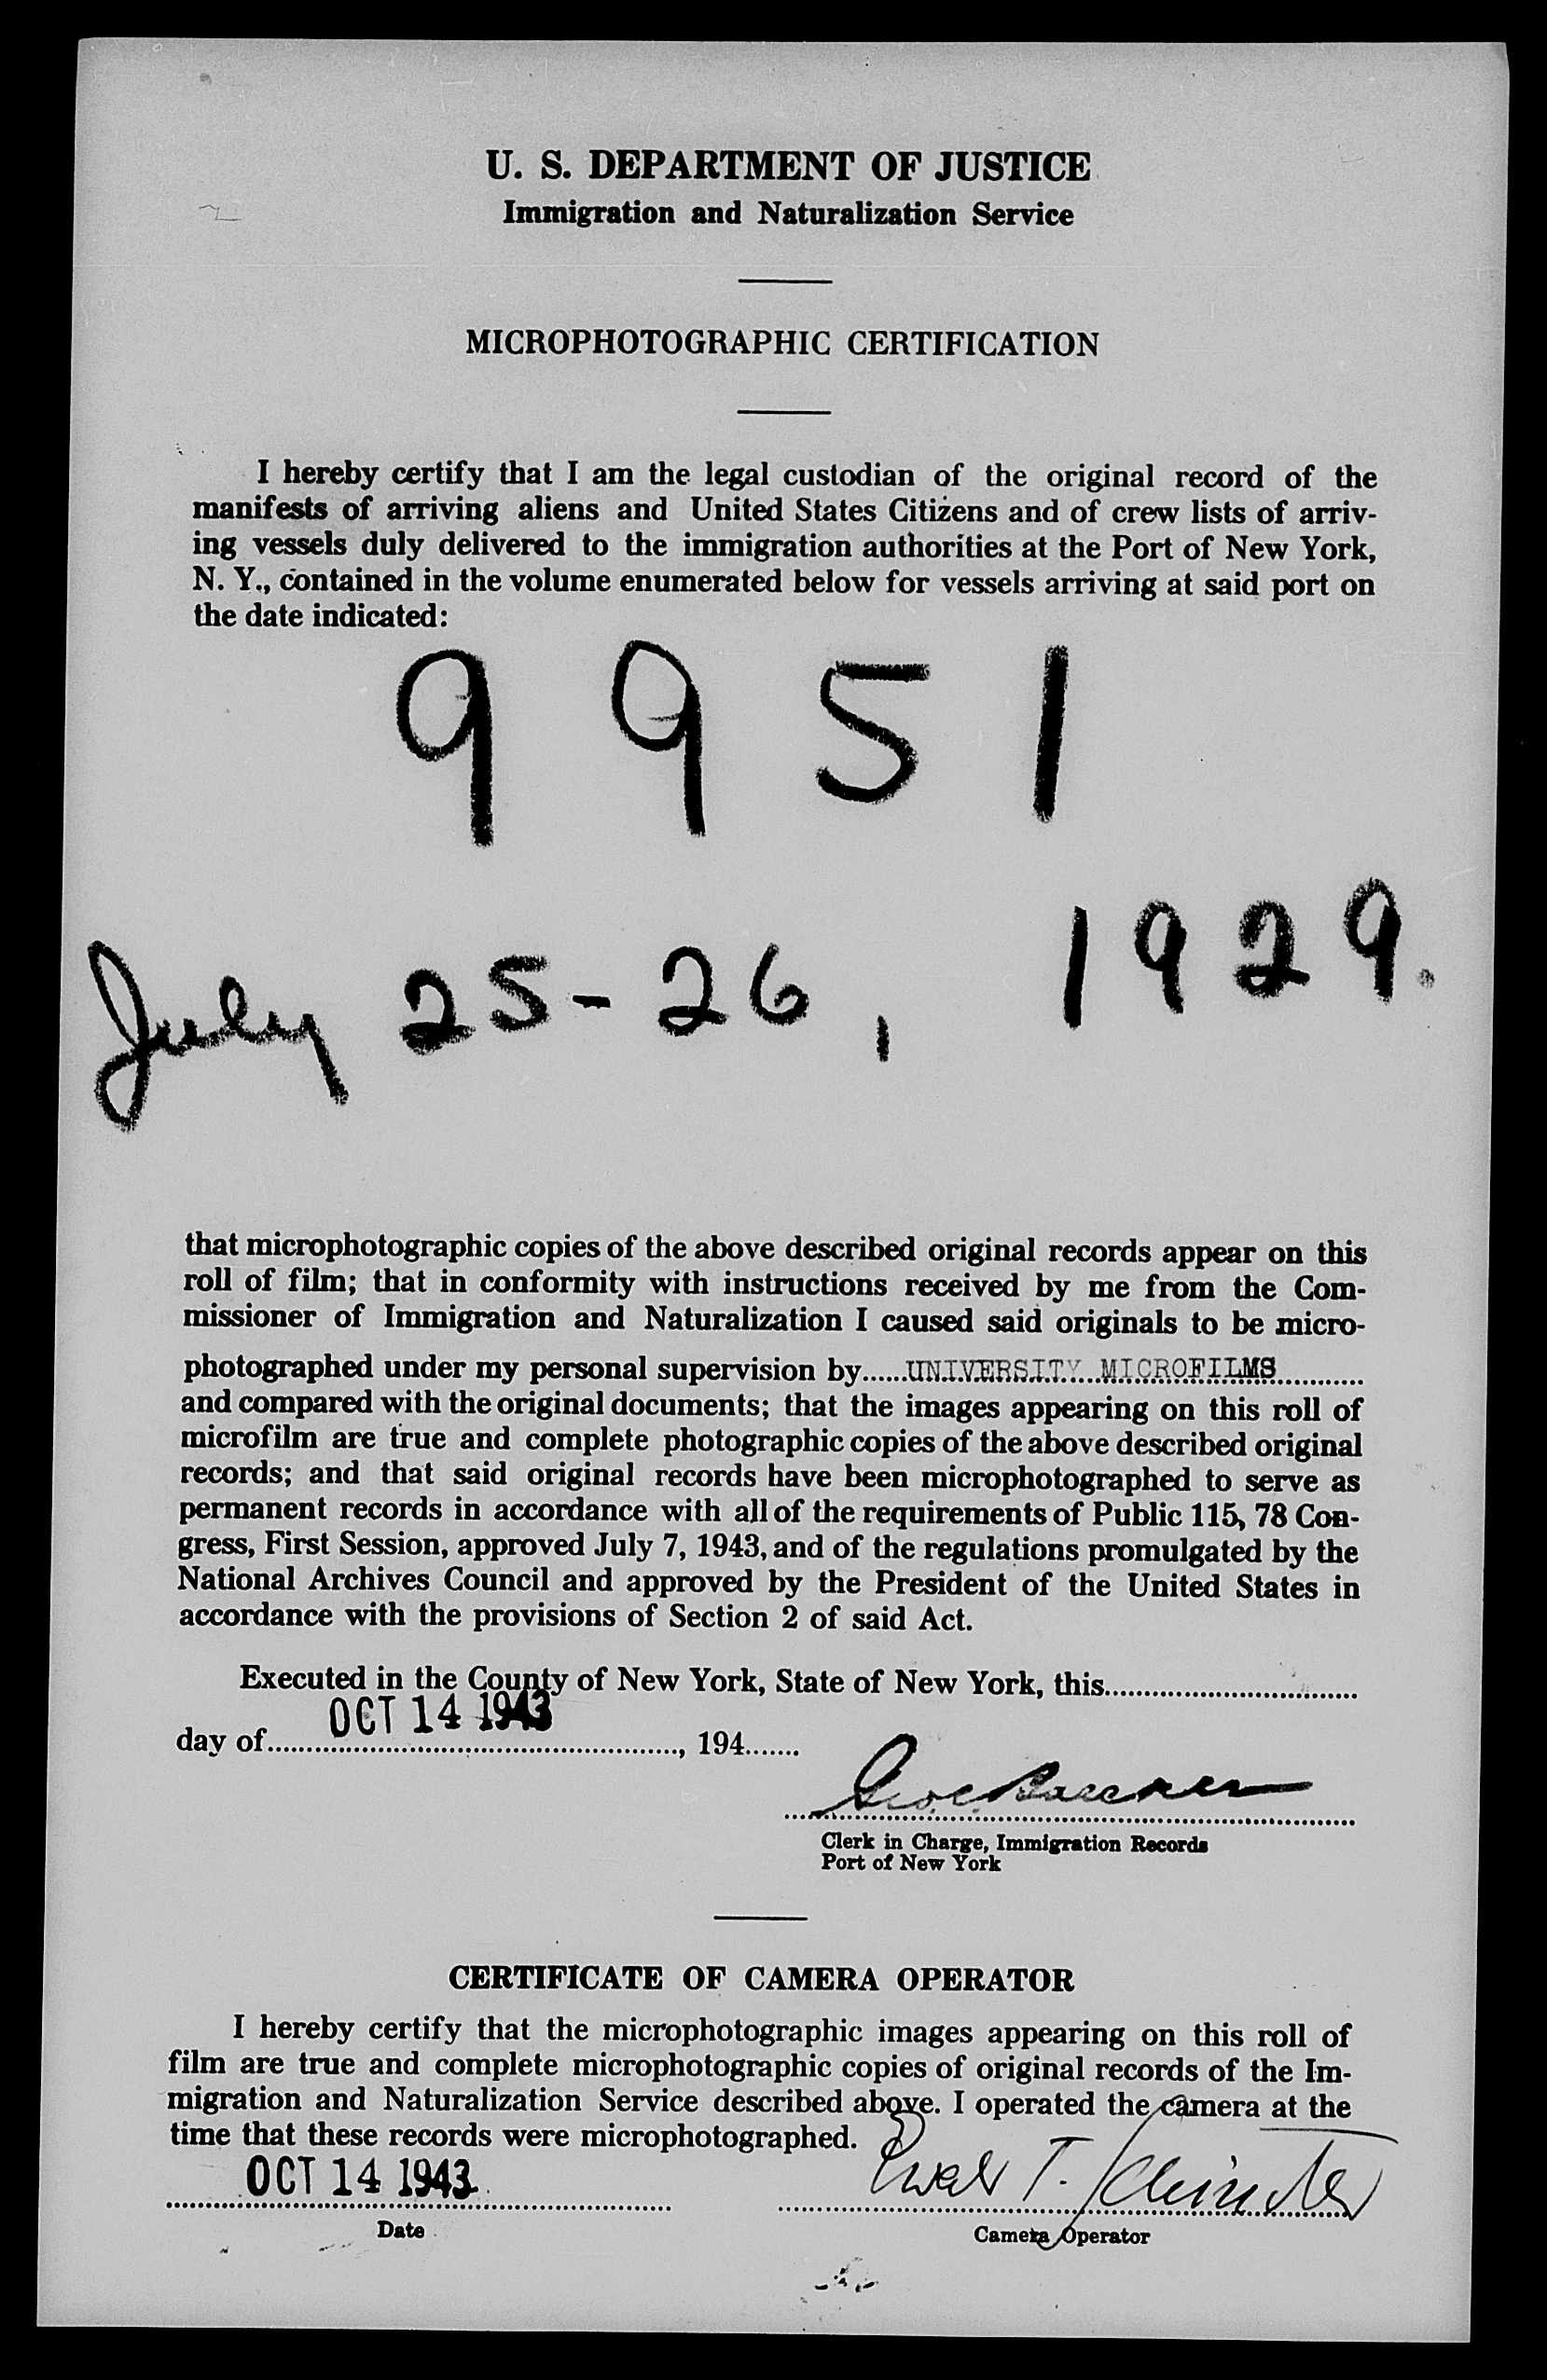 U. S. DEPARTMENT OF JUSTICE
Immigration and Naturalization Service
MICROPHOTOGRAPHIC CERTIFICATION
I hereby certify that I am the legal custodian of the original record of the
manifests of arriving aliens and United States Citizens and of crew lists of arriv-
ing vessels duly delivered to the immigration authorities at the Port of New York,
N. Y., contained in the volume enumerated below for vessels arriving at said port on
the date indicated:
9951
July 25-26, 1929.
that microphotographic copies of the above described original records appear on this
roll of film; that in conformity with instructions received by me from the Com-
missioner of Immigration and Naturalization I caused said originals to be micro-
photographed under my personal supervision by......UNIVERSITY MICROFILMS............
and compared with the original documents; that the images appearing on this roll of
microfilm are true and complete photographic copies of the above described original
records; and that said original records have been microphotographed to serve as
permanent records in accordance with all of the requirements of Public 115, 78 Con-
gress, First Session, approved July 7, 1943, and of the regulations promulgated by the
National Archives Council and approved by the President of the United States in
accordance with the provisions of Section 2 of said Act.
Executed in the County of New York, State of New York, this................................
day of......OCT 14 1943......, 194.......
Clerk in Charge, Immigration Records
Port of New York
CERTIFICATE OF CAMERA OPERATOR
I hereby certify that the microphotographic images appearing on this roll of
film are true and complete microphotographic copies of original records of the Im-
migration and Naturalization Service described above. I operated the camera at the
time that these records were microphotographed.
OCT 14 1943
T.
Date
Camera Operator